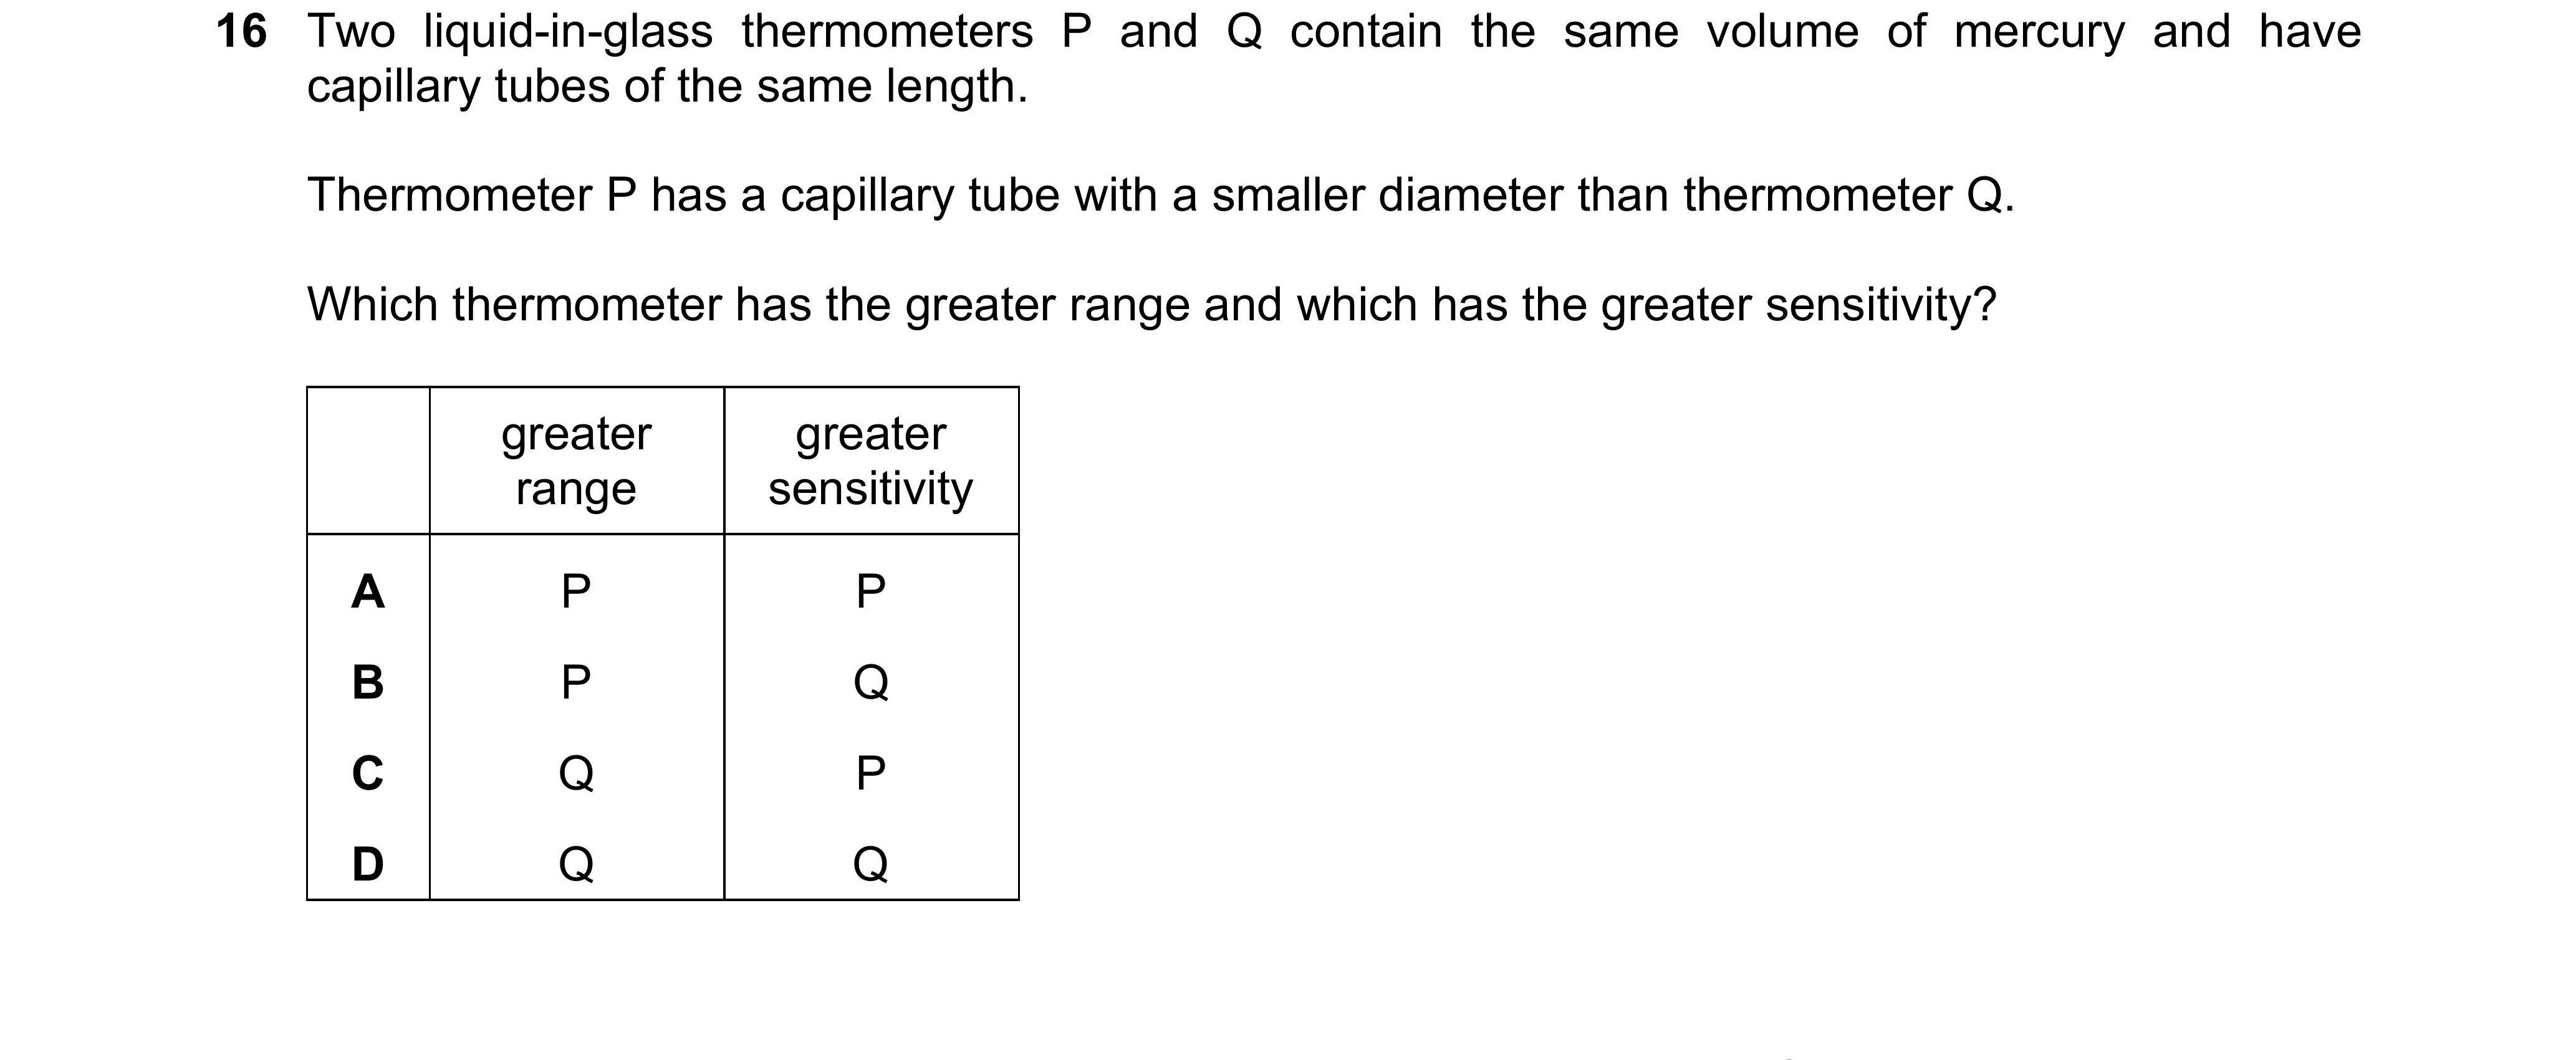 16 Two liquid-in-glass thermometers P and Q contain the same volume of mercury and have
capillary tubes of the same length.
Thermometer P has a capillary tube with a smaller diameter than thermometer Q.
Which thermometer has the greater range and which has the greater sensitivity?
greater range greater sensitivity
A P P
B P Q
C Q P
D Q Q